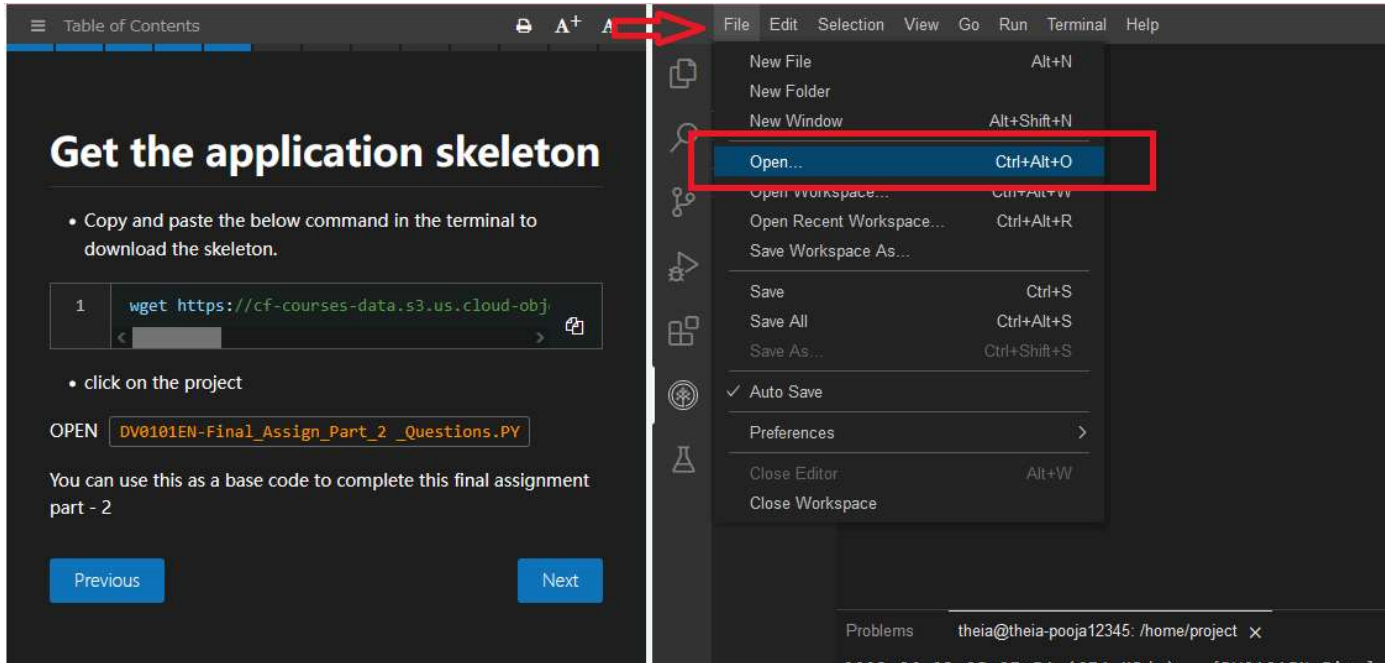 Table of Contents
A+ A
Get the application skeleton
• Copy and paste the below command in the terminal to
download the skeleton.
1 wget https://cf-courses-data.s3.us.cloud-obj
• click on the project
OPEN DV0101EN-Final_Assign_Part_2 _Questions.PY
You can use this as a base code to complete this final assignment
part - 2
Previous Next
File Edit Selection View Go Run Terminal Help
New File Alt+N
New Folder
New Window Alt+Shift+N
Open... Ctrl+Alt+O
Open Workspace... Ctrl+Alt+W
Open Recent Workspace... Ctrl+Alt+R
Save Workspace As...
Save Ctrl+S
Save All Ctrl+Alt+S
Save As... Ctrl+Shift+S
Auto Save
Preferences
Close Editor Alt+W
Close Workspace
Problems theia@theia-pooja12345: /home/project